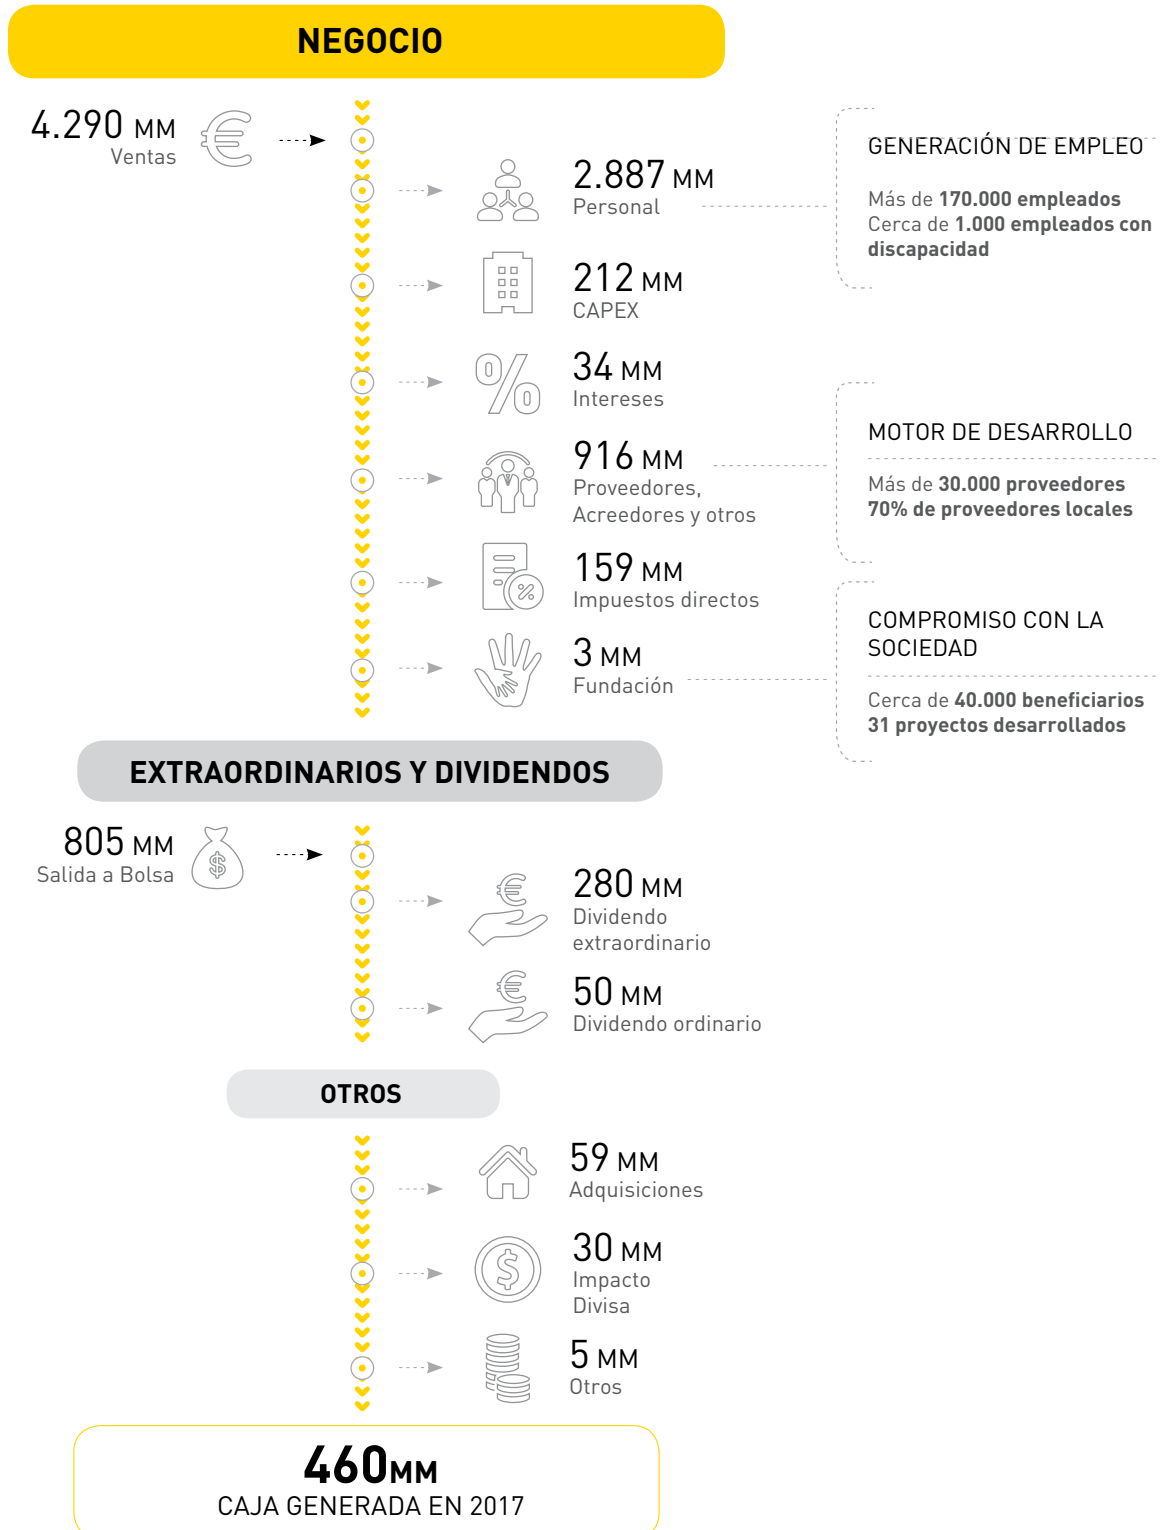 NEGOCIO
4.290 MM
Ventas
2.887 MM
Personal
GENERACIÓN DE EMPLEO
Más de 170.000 empleados
Cerca de 1.000 empleados con
discapacidad
212 MM
CAPEX
34 MM
Intereses
916 MM
Proveedores,
Acreedores y otros
MOTOR DE DESARROLLO
Más de 30.000 proveedores
70% de proveedores locales
159 MM
Impuestos directos
3 MM
Fundación
COMPROMISO CON LA
SOCIEDAD
Cerca de 40.000 beneficiarios
31 proyectos desarrollados
EXTRAORDINARIOS Y DIVIDENDOS
805 MM
Salida a Bolsa
280 MM
Dividendo
extraordinario
50 MM
Dividendo ordinario
OTROS
59 MM
Adquisiciones
30 MM
Impacto
Divisa
5 MM
Otros
460MM
CAJA GENERADA EN 2017